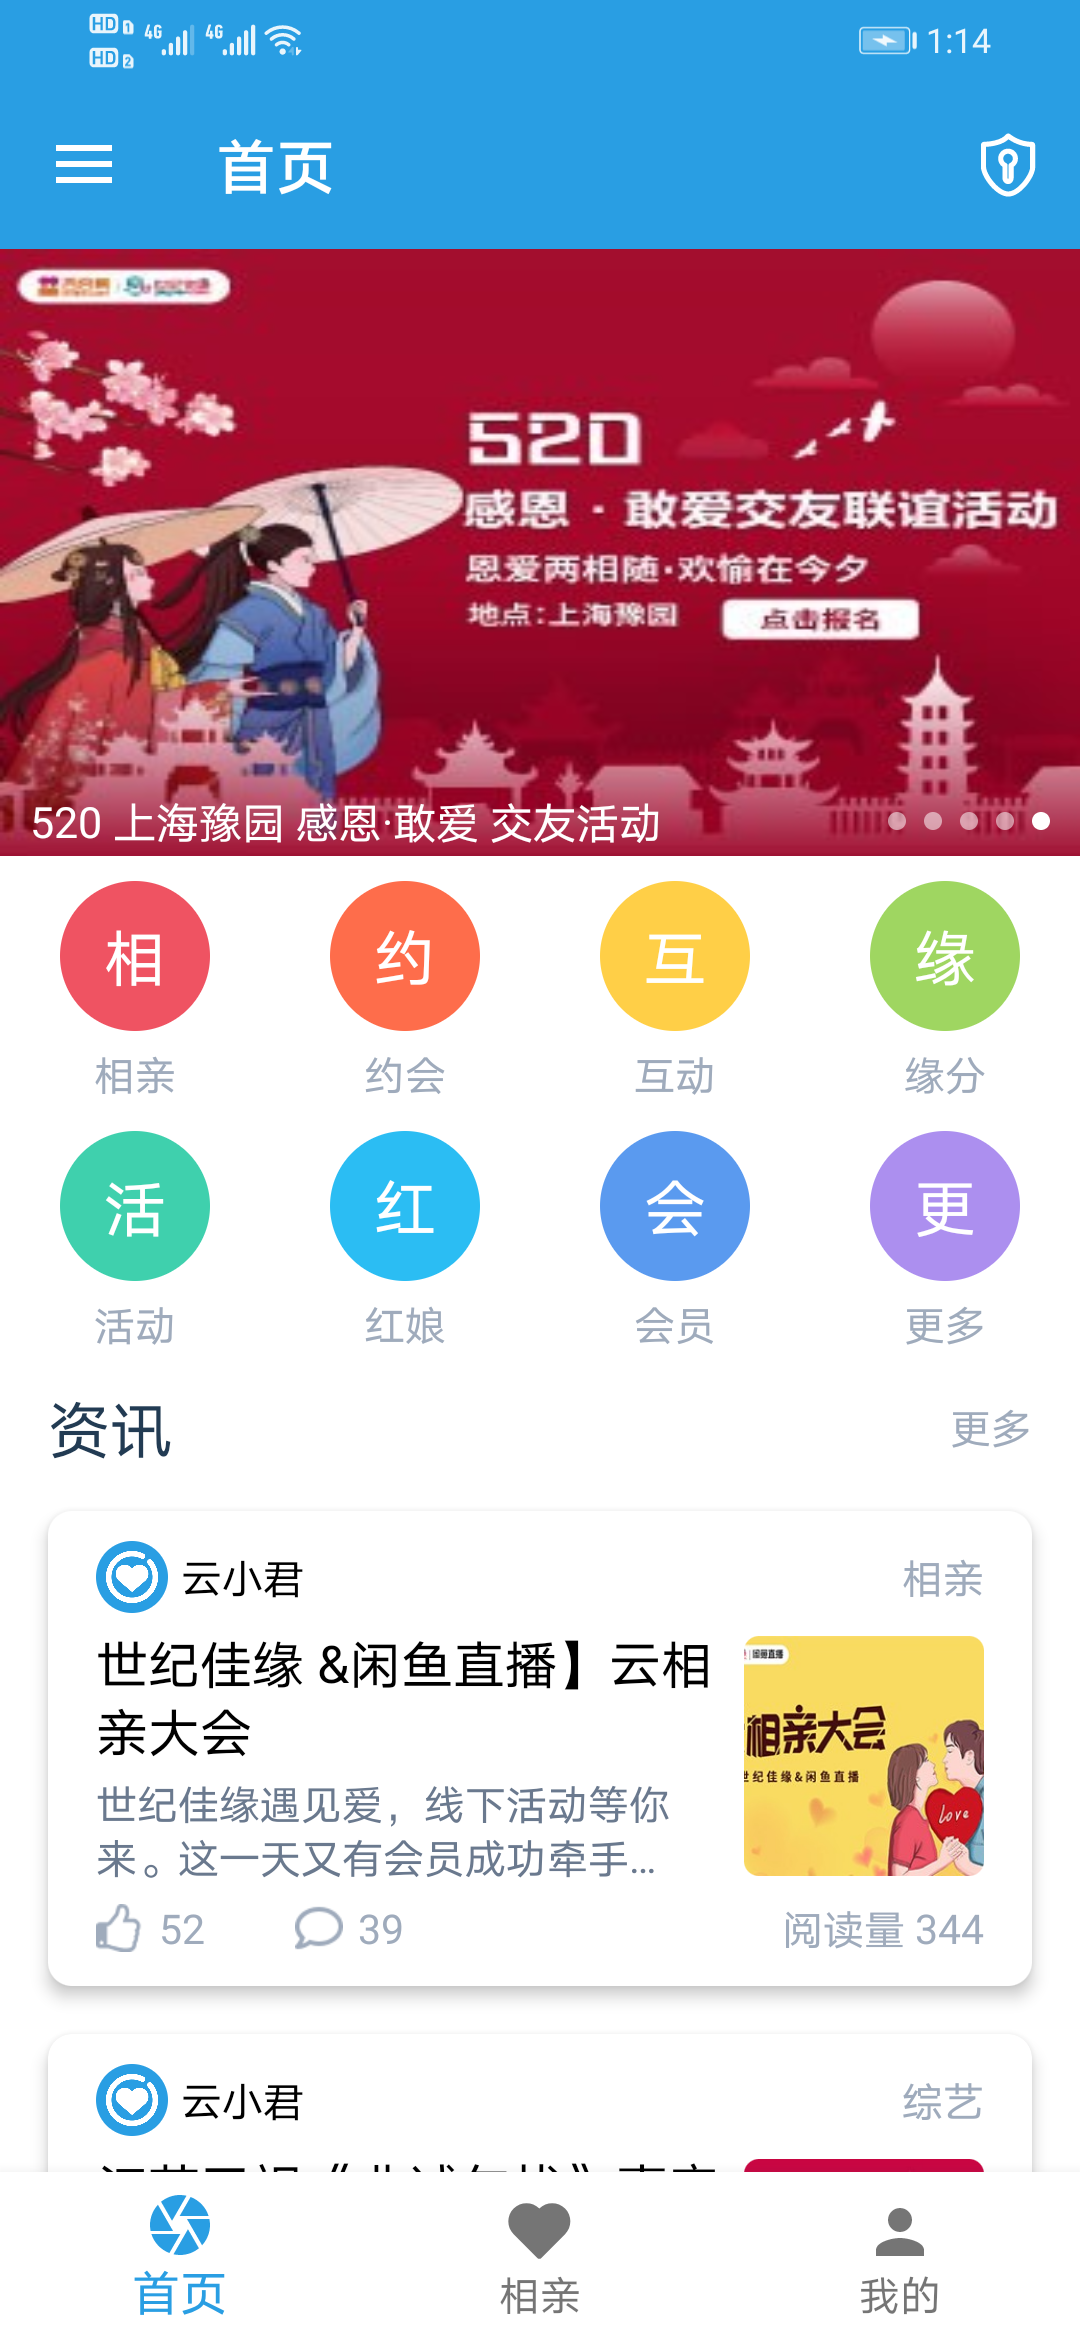 HD 1 4G 4G
HD 2
1:14
首页
520
感恩·敢爱交友联谊活动
恩爱两相随·欢愉在今夕
地点:上海豫园 点击报名
520 上海豫园 感恩·敢爱 交友活动
相 约 互 缘
相亲 约会 互动 缘分
活 红 会 更
活动 红娘 会员 更多
资讯 更多
云小君 相亲
世纪佳缘 &闲鱼直播】云相
亲大会
世纪佳缘遇见爱，线下活动等你
来。这一天又有会员成功牵手...
闲鱼直播
相亲大会
世纪佳缘&闲鱼直播
Love
52 39 阅读量 344
云小君 综艺
首页 相亲 我的